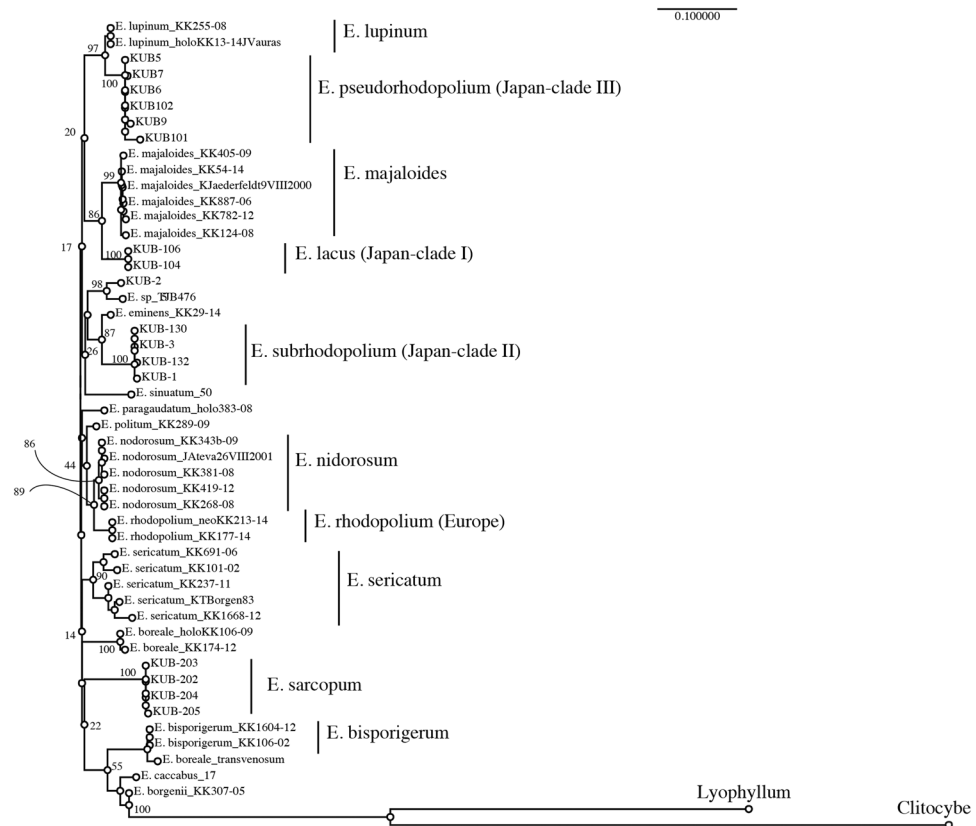 0.100000
E. lupinum_KK255-08
E. lupinum
E. lupinum_holoKK13-14JVauras
97
KUB5
KUB7
100
E. pseudorhodopolium (Japan-clade III)
KUB6
KUB102
KUB9
20
KUB101
E. majaloides_KK405-09
E. majaloides_KK54-14
99
E. majaloides
E. majaloides_KJaederfeldt9VIII2000
E. majaloides_KK887-06
86
E. majaloides_KK782-12
E. majaloides_KK124-08
17
KUB-106
100
E. lacus (Japan-clade I)
KUB-104
98
KUB-2
E. eminens_KK29-14
KUB-130
87
KUB-3
26
E. subrhodopolium (Japan-clade II)
100
KUB-132
KUB-1
E. sinuatum_50
E. paragaudatum_holo383-08
E. politum_KK289-09
86
E. nodorosum_KK343b-09
44
E. nodorosum_JAteva26VIII2001
E. nidorosum
E. nodorosum_KK381-08
89
E. nodorosum_KK419-12
E. nodorosum_KK268-08
E. rhodopolium_neoKK213-14
E. rhodopolium (Europe)
E. rhodopolium_KK177-14
E. sericatum_KK691-06
E. sericatum_KK101-02
90
E. sericatum
E. sericatum_KK237-11
E. sericatum_KTBorgen83
E. sericatum_KK1668-12
14
E. boreale_holoKK106-09
100
E. boreale_KK174-12
KUB-203
100
KUB-202
E. sarcopum
KUB-204
KUB-205
22
E. bisporigerum_KK1604-12
E. bisporigerum
E. bisporigerum_KK106-02
E. boreale_transvenosum
55
E. caccabus_17
E. borgenii_KK307-05
Lyophyllum
100
Clitocybe